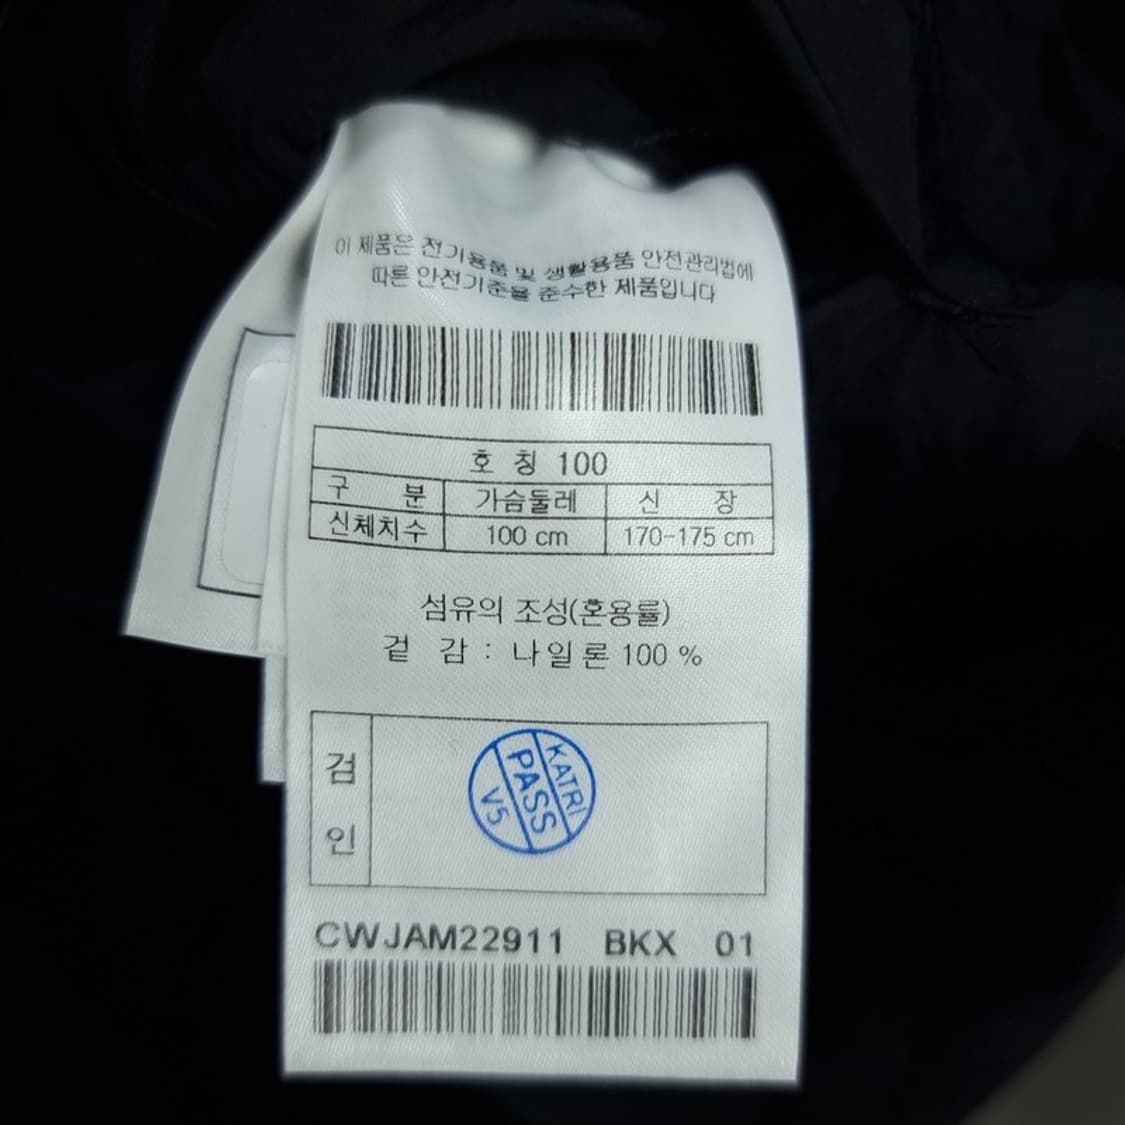 이 제품은 전기용품 및 생활용품 안전관리법에
따른 안전기준을 준수한 제품입니다
호 칭 100
구 분 가슴둘레 신 장
신체치수 100 cm 170-175 cm
섬유의 조성(혼용률)
겉 감 : 나일론 100 %
검인
KATRI
PASS
V5
CWJAM22911 BKX 01